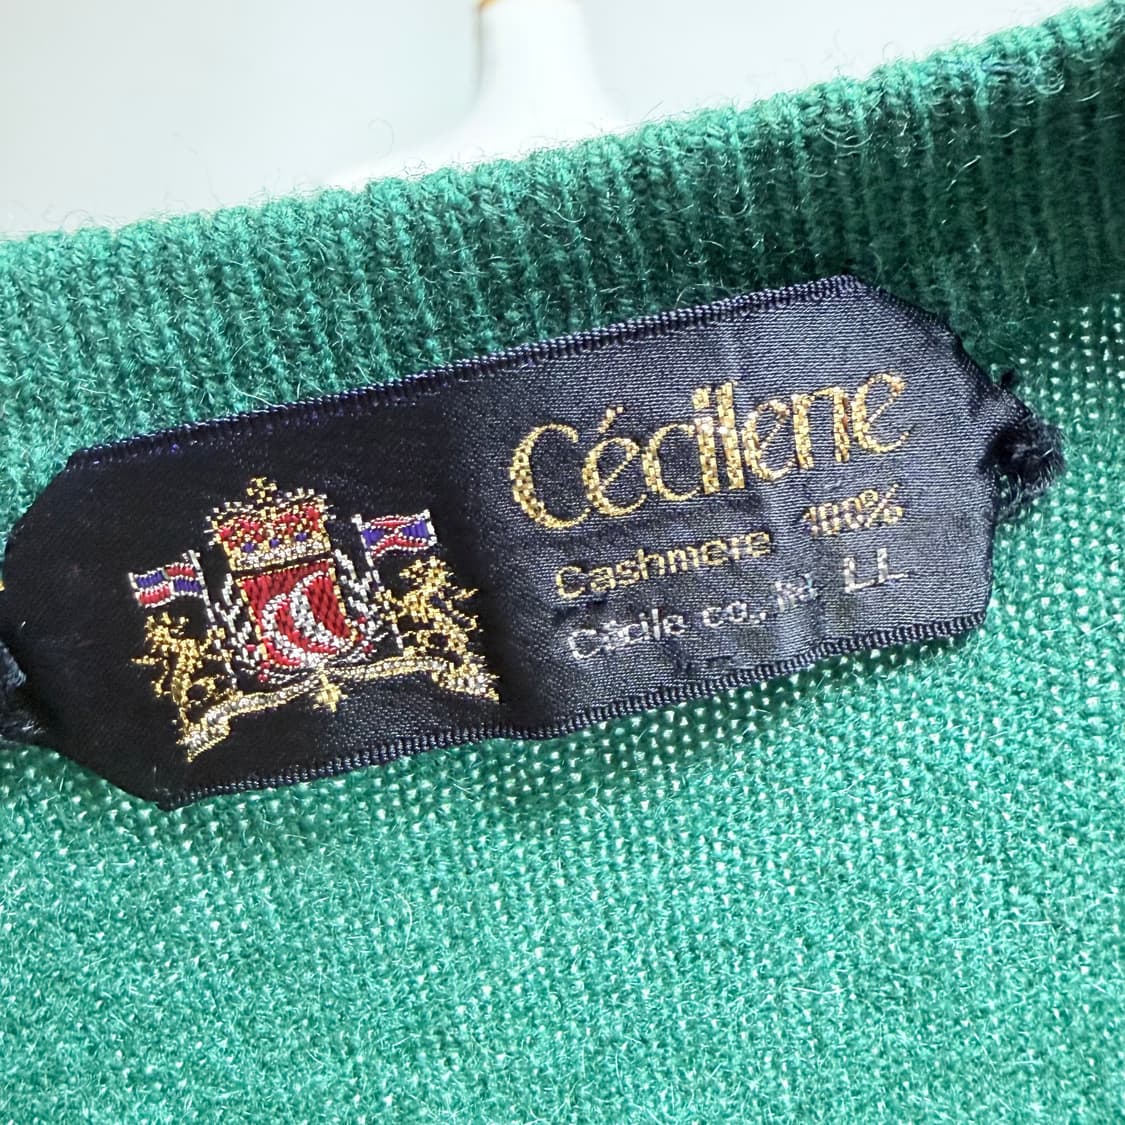 Cécilene
Cashmere 100%
Cécile co., ltd LL